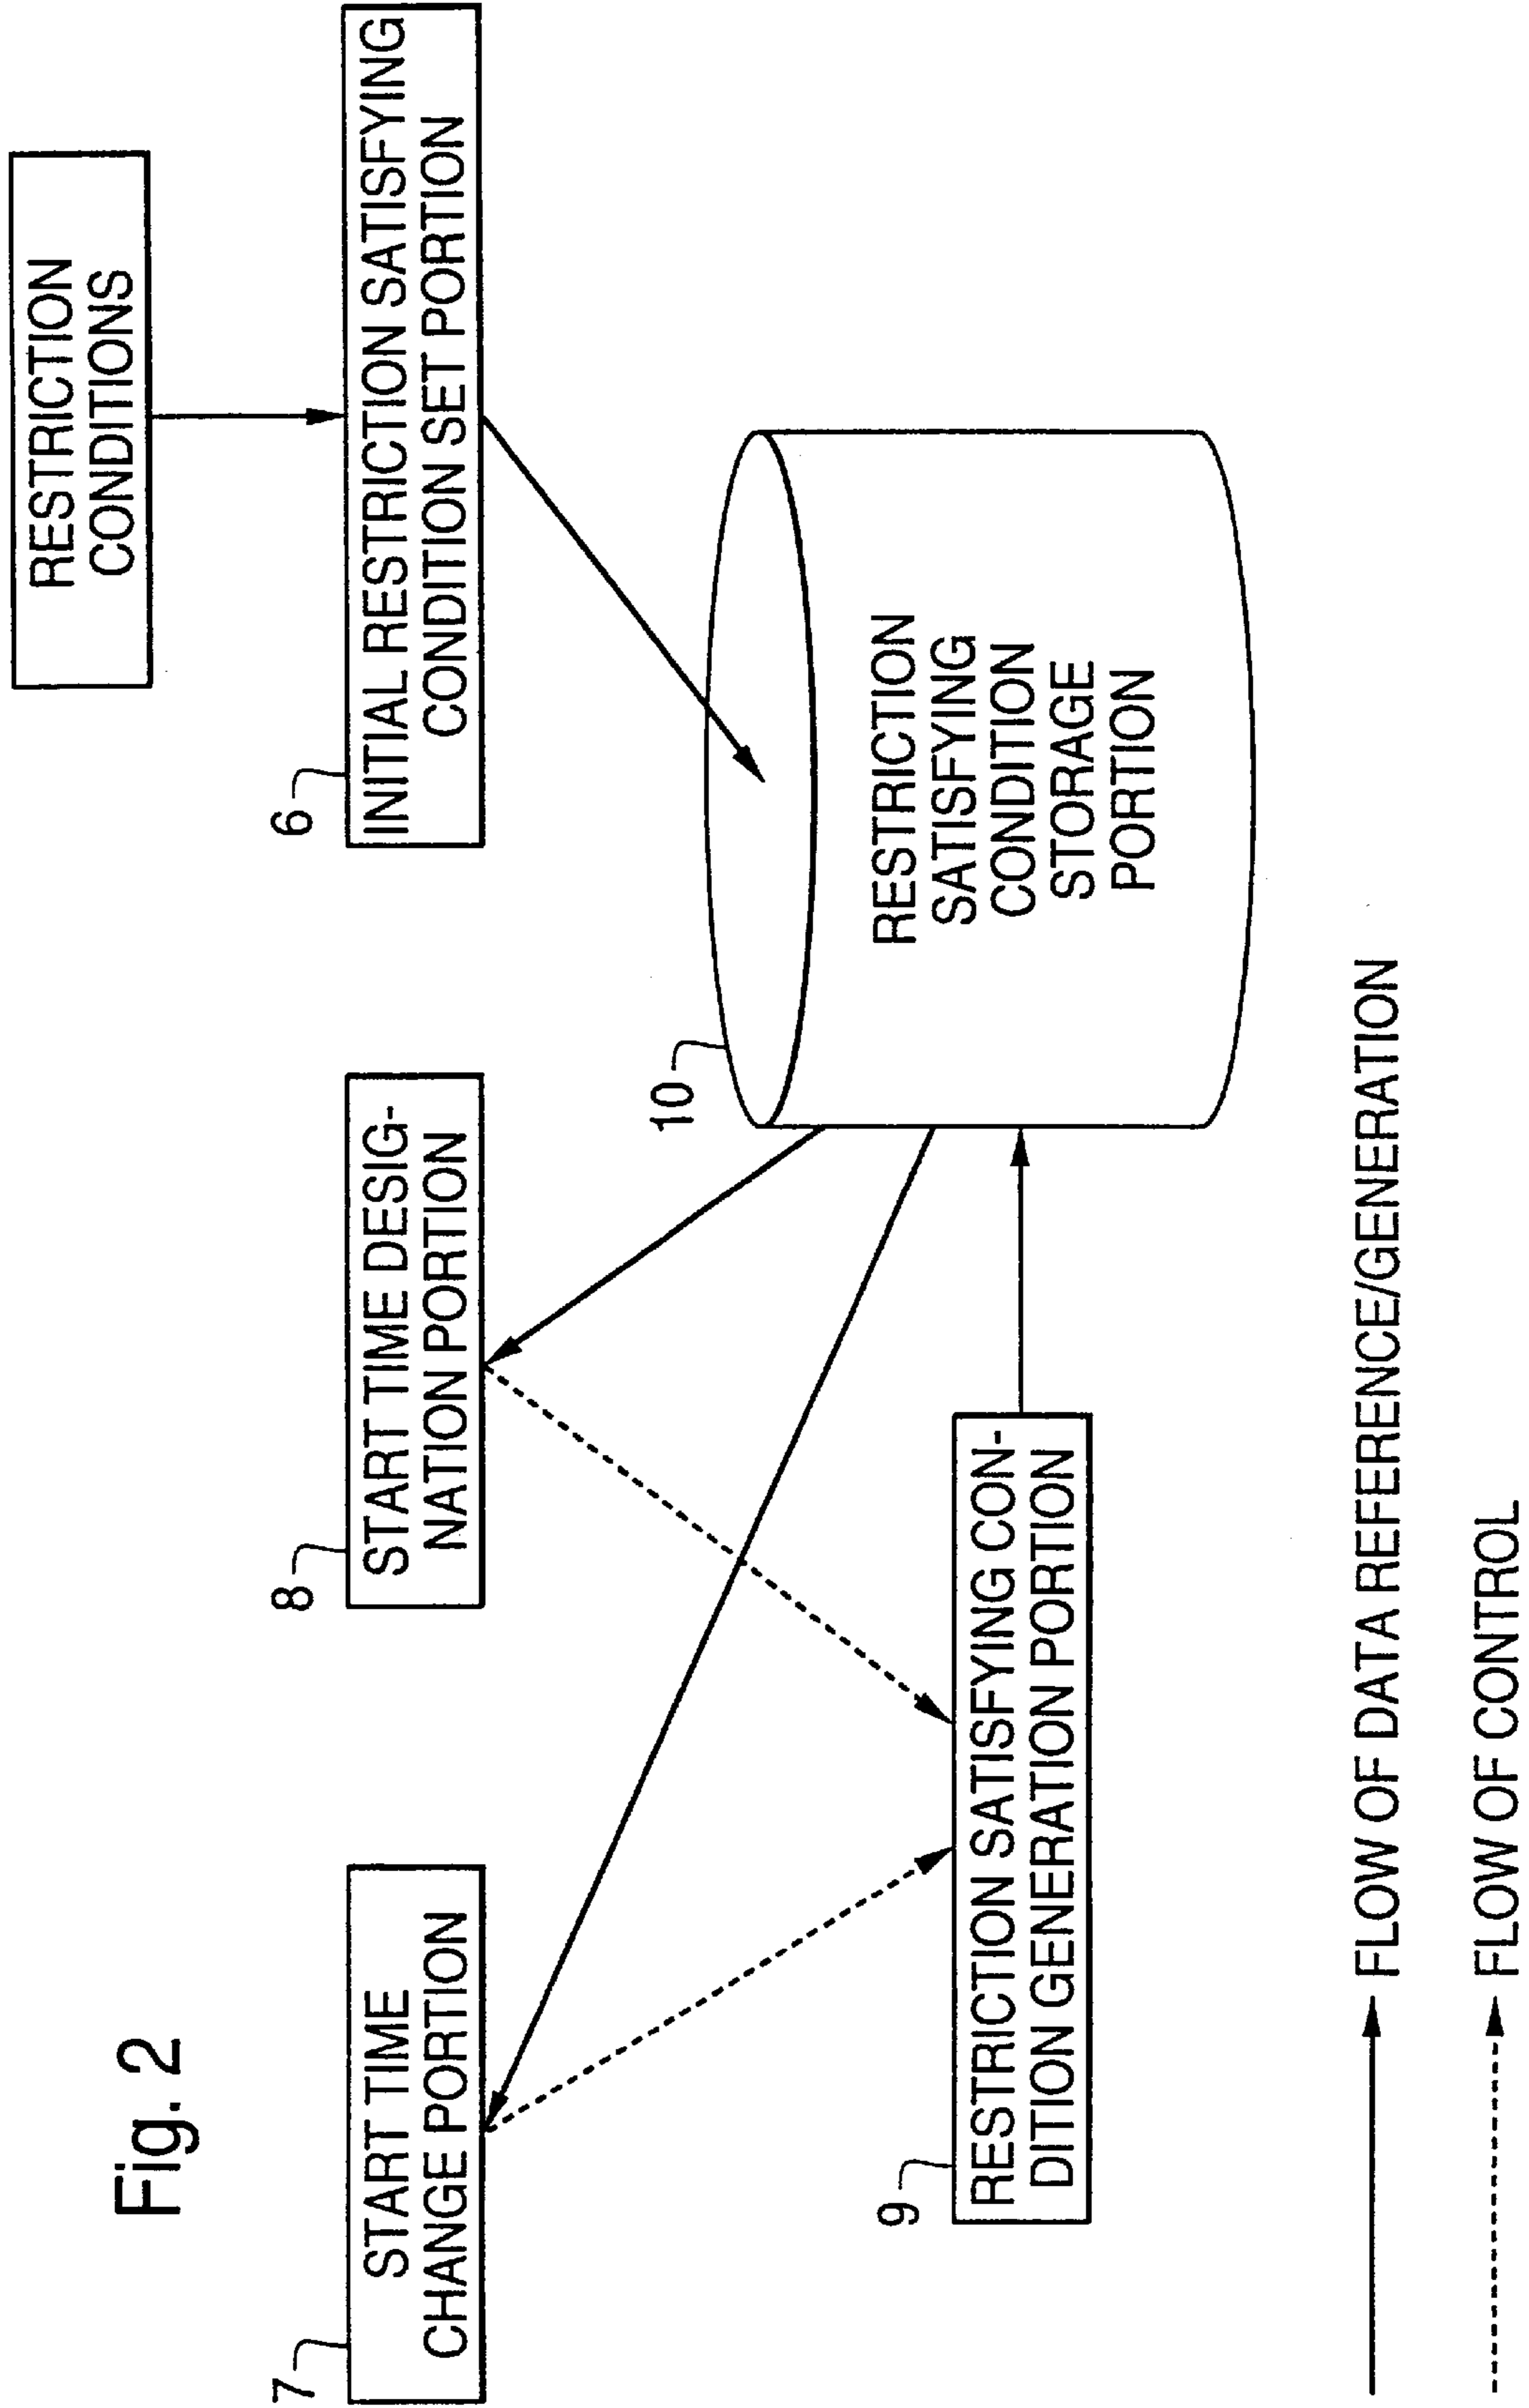 Fig. 2
RESTRICTION
CONDITIONS
7
START TIME
CHANGE PORTION
8
START TIME DESIG-
NATION PORTION
6
INITIAL RESTRICTION SATISFYING
CONDITION SET PORTION
9
RESTRICTION SATISFYING CON-
DITION GENERATION PORTION
10
RESTRICTION
SATISFYING
CONDITION
STORAGE
PORTION
FLOW OF DATA REFERENCE/GENERATION
FLOW OF CONTROL